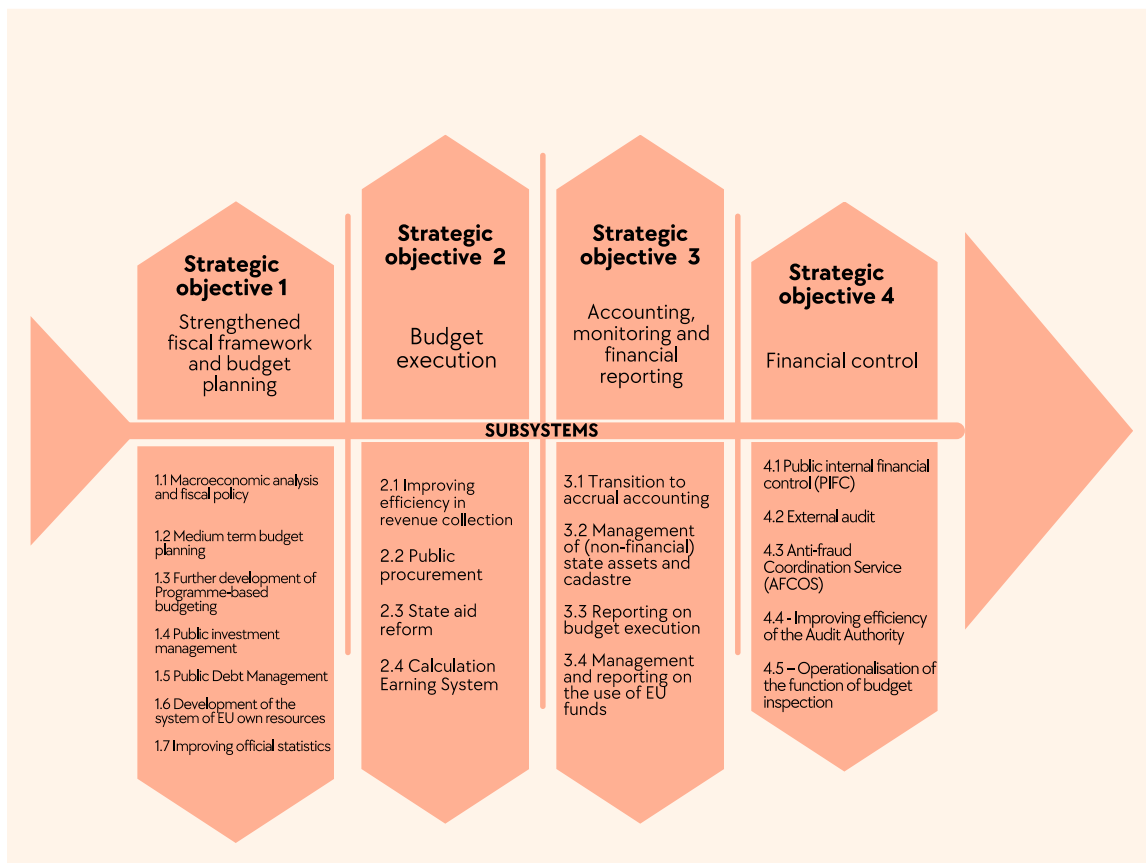 Strategic
objective 1
Strengthened
fiscal framework
and budget
planning
Strategic
objective 2
Budget
execution
Strategic
objective 3
Accounting,
monitoring and
financial
reporting
Strategic
objective 4
Financial control
SUBSYSTEMS
1.1 Macroeconomic analysis
and fiscal policy
1.2 Medium term budget
planning
1.3 Further development of
Programme-based
budgeting
1.4 Public investment
management
1.5 Public Debt Management
1.6 Development of the
system of EU own resources
1.7 Improving official statistics
2.1 Improving
efficiency in
revenue collection
2.2 Public
procurement
2.3 State aid
reform
2.4 Calculation
Earning System
3.1 Transition to
accrual accounting
3.2 Management
of (non-financial)
state assets and
cadastre
3.3 Reporting on
budget execution
3.4 Management
and reporting on
the use of EU
funds
4.1 Public internal financial
control (PIFC)
4.2 External audit
4.3 Anti-fraud
Coordination Service
(AFCOS)
4.4 - Improving efficiency
of the Audit Authority
4.5 – Operationalisation of
the function of budget
inspection